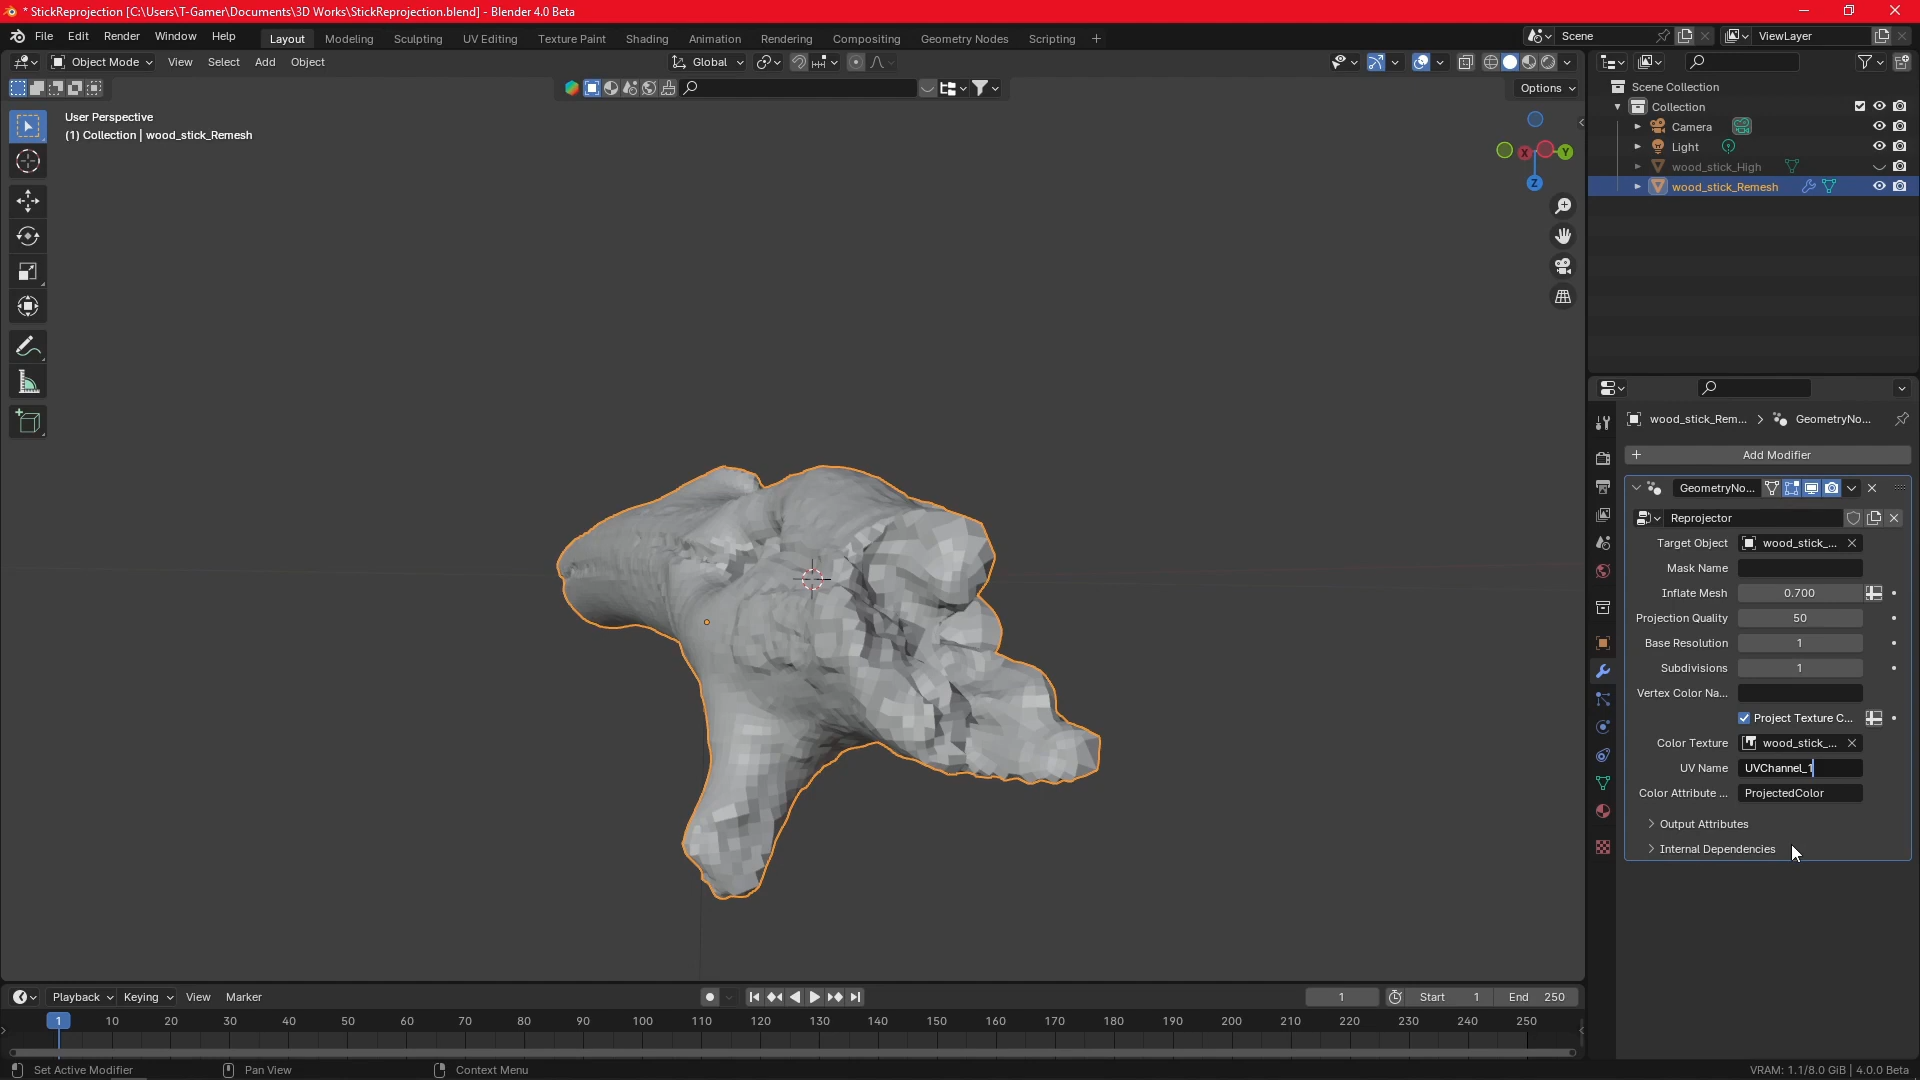 * StickReprojection [C:\Users\T-Gamer\Documents\3D Works\StickReprojection.blend] - Blender 4.0 Beta
File Edit Render Window Help Layout Modeling Sculpting UV Editing Texture Paint Shading Animation Rendering Compositing Geometry Nodes Scripting + Scene ViewLayer
Object Mode View Select Add Object Global
Options
User Perspective
(1) Collection | wood_stick_Remesh
X Y
Z
Scene Collection
Collection
Camera
Light
wood_stick_High
wood_stick_Remesh
wood_stick_Rem... > GeometryNo...
+ Add Modifier
GeometryNo...
Reprojector
Target Object wood_stick_...
Mask Name
Inflate Mesh 0.700
Projection Quality 50
Base Resolution 1
Subdivisions 1
Vertex Color Na...
Project Texture C...
Color Texture wood_stick_...
UV Name UVChannel_1
Color Attribute ... ProjectedColor
Output Attributes
Internal Dependencies
Playback Keying View Marker 1 Start 1 End 250
1 10 20 30 40 50 60 70 80 90 100 110 120 130 140 150 160 170 180 190 200 210 220 230 240 250
Set Active Modifier Pan View Context Menu VRAM: 1.1/8.0 GiB | 4.0.0 Beta